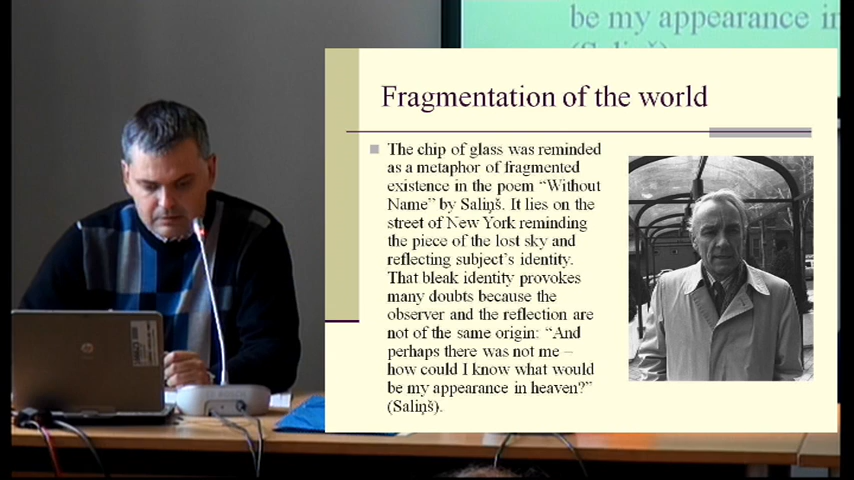 be my appearance in
Fragmentation of the world
The chip of glass was reminded
as a metaphor of fragmented
existence in the poem “Without
Name” by Saliņš. It lies on the
street of New York reminding
the piece of the lost sky and
reflecting subject’s identity.
That bleak identity provokes
many doubts because the
observer and the reflection are
not of the same origin: “And
perhaps there was not me –
how could I know what would
be my appearance in heaven?”
(Saliņš).
hp